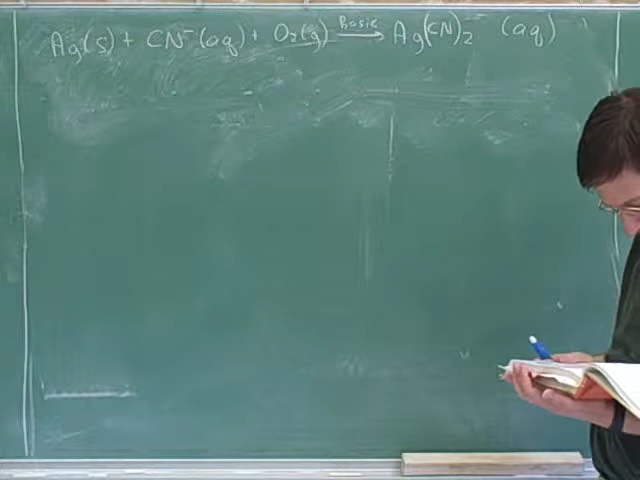 Ag(s) + CN⁻(aq) + O₂(g) —Basic→ Ag(CN)₂ (aq)